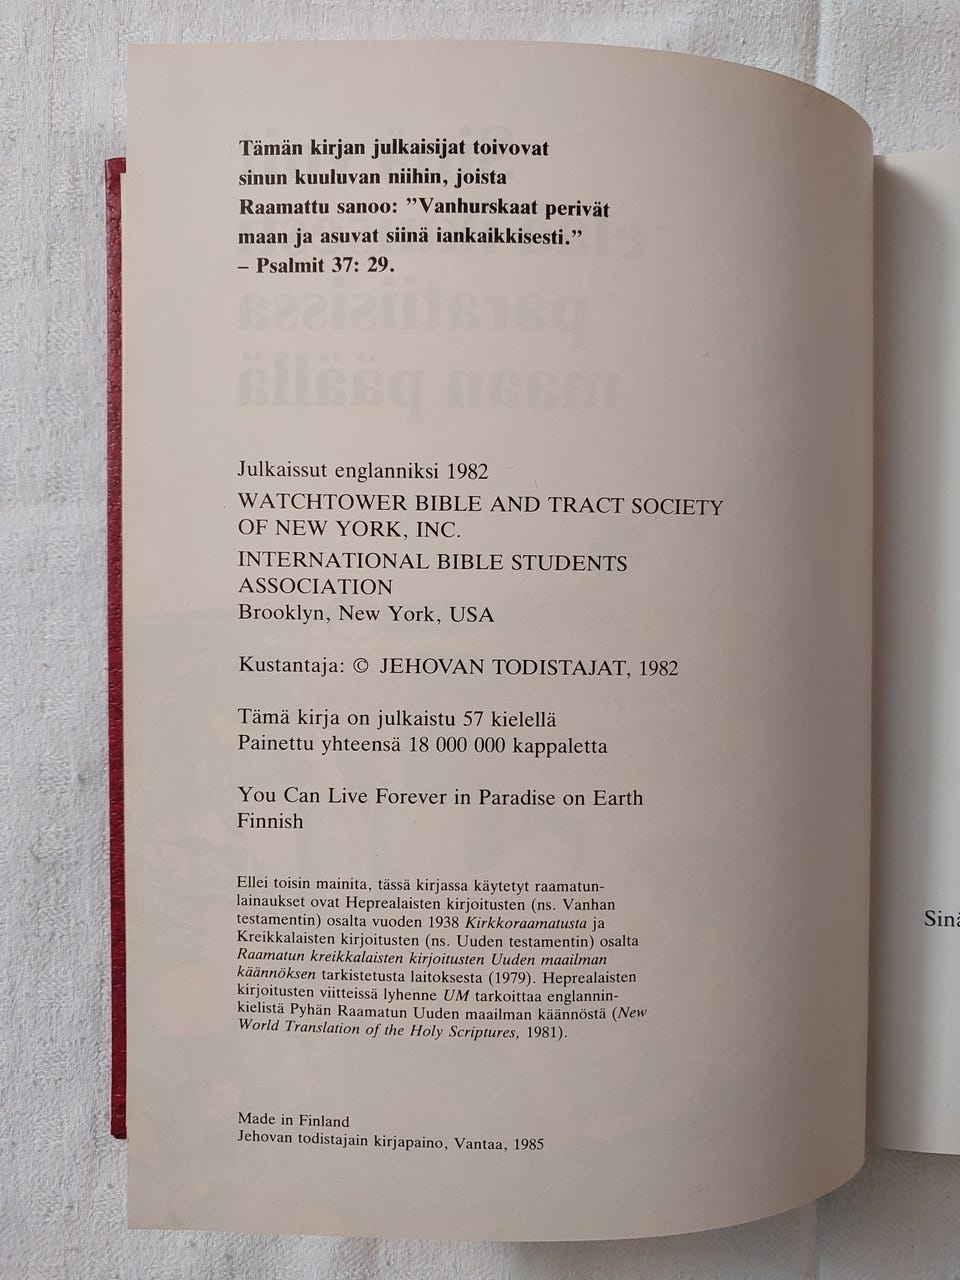 Tämän kirjan julkaisijat toivovat
sinun kuuluvan niihin, joista
Raamattu sanoo: ”Vanhurskaat perivät
maan ja asuvat siinä iankaikkisesti.”
– Psalmit 37: 29.
paratiisissa
maan päällä
Julkaissut englanniksi 1982
WATCHTOWER BIBLE AND TRACT SOCIETY
OF NEW YORK, INC.
INTERNATIONAL BIBLE STUDENTS
ASSOCIATION
Brooklyn, New York, USA
Kustantaja: © JEHOVAN TODISTAJAT, 1982
Tämä kirja on julkaistu 57 kielellä
Painettu yhteensä 18 000 000 kappaletta
You Can Live Forever in Paradise on Earth
Finnish
Ellei toisin mainita, tässä kirjassa käytetyt raamatun-
lainaukset ovat Heprealaisten kirjoitusten (ns. Vanhan
testamentin) osalta vuoden 1938 Kirkkoraamatusta ja
Kreikkalaisten kirjoitusten (ns. Uuden testamentin) osalta
Raamatun kreikkalaisten kirjoitusten Uuden maailman
käännöksen tarkistetusta laitoksesta (1979). Heprealaisten
kirjoitusten viitteissä lyhenne UM tarkoittaa englannin-
kielistä Pyhän Raamatun Uuden maailman käännöstä (New
World Translation of the Holy Scriptures, 1981).
Made in Finland
Jehovan todistajain kirjapaino, Vantaa, 1985